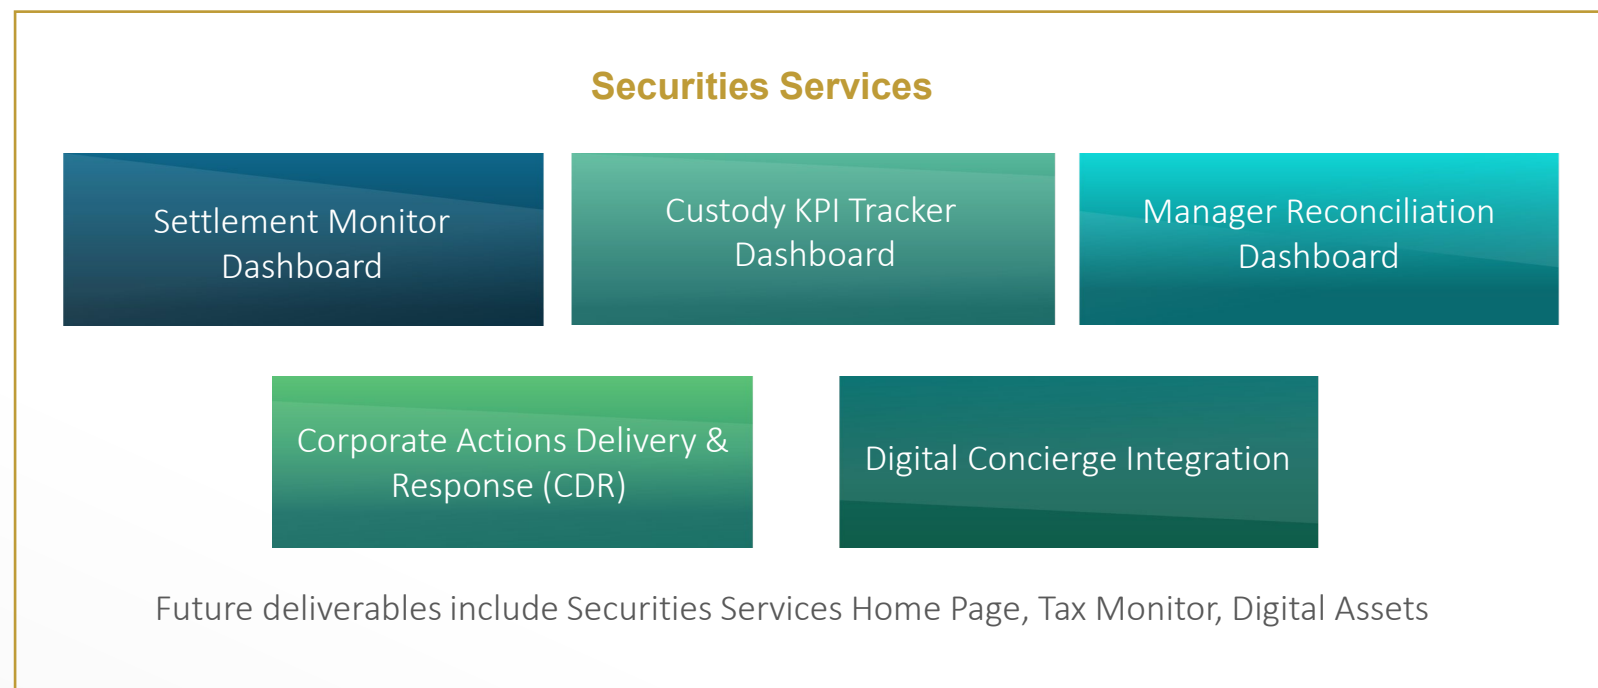 Securities Services
Settlement Monitor
Dashboard
Custody KPI Tracker
Dashboard
Manager Reconciliation
Dashboard
Corporate Actions Delivery &
Response (CDR)
Digital Concierge Integration
Future deliverables include Securities Services Home Page, Tax Monitor, Digital Assets